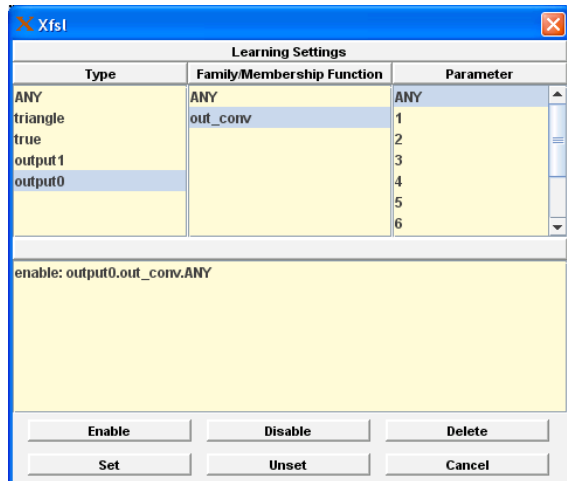 Xfsl
Learning Settings
Type Family/Membership Function Parameter
ANY ANY ANY
triangle out_conv 1
true 2
output1 3
output0 4
5
6
enable: output0.out_conv.ANY
Enable Disable Delete
Set Unset Cancel